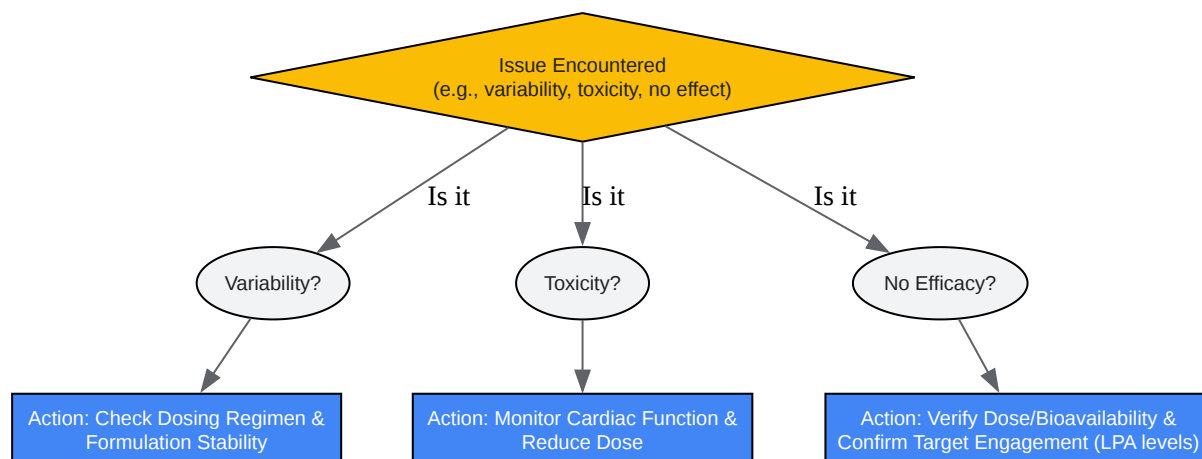 Issue Encountered
(e.g., variability, toxicity, no effect)
Is it
Is it
Is it
Variability?
Toxicity?
No Efficacy?
Action: Check Dosing Regimen &
Formulation Stability
Action: Monitor Cardiac Function &
Reduce Dose
Action: Verify Dose/Bioavailability &
Confirm Target Engagement (LPA levels)